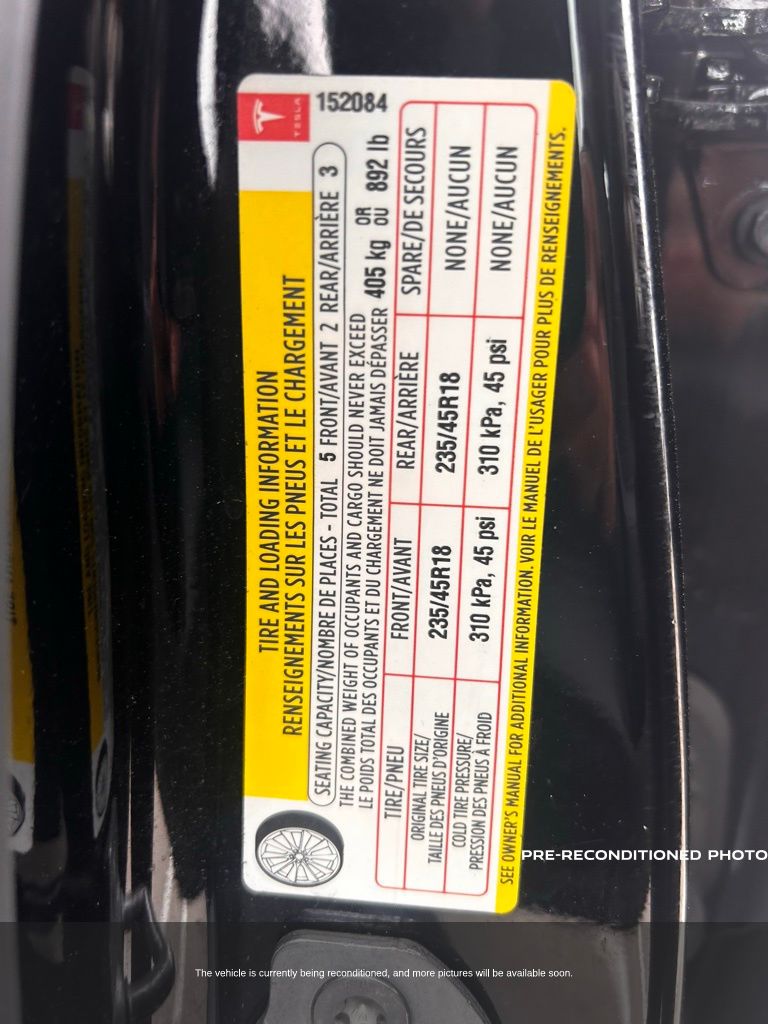 TESLA
152084
TIRE AND LOADING INFORMATION
RENSEIGNEMENTS SUR LES PNEUS ET LE CHARGEMENT
SEATING CAPACITY/NOMBRE DE PLACES - TOTAL 5 FRONT/AVANT 2 REAR/ARRIÈRE 3
THE COMBINED WEIGHT OF OCCUPANTS AND CARGO SHOULD NEVER EXCEED
LE POIDS TOTAL DES OCCUPANTS ET DU CHARGEMENT NE DOIT JAMAIS DÉPASSER
405 kg OR OU 892 lb
TIRE/PNEU FRONT/AVANT REAR/ARRIÈRE SPARE/DE SECOURS
ORIGINAL TIRE SIZE/
TAILLE DES PNEUS D'ORIGINE
235/45R18 235/45R18 NONE/AUCUN
COLD TIRE PRESSURE/
PRESSION DES PNEUS À FROID
310 kPa, 45 psi 310 kPa, 45 psi NONE/AUCUN
SEE OWNER'S MANUAL FOR ADDITIONAL INFORMATION. VOIR LE MANUEL DE L'USAGER POUR PLUS DE RENSEIGNEMENTS.
PRE-RECONDITIONED PHOTO
The vehicle is currently being reconditioned, and more pictures will be available soon.